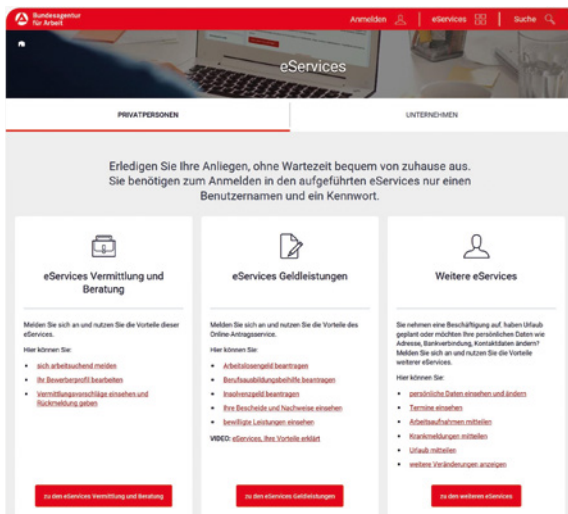 Bundesagentur
für Arbeit
Anmelden
eServices
Suche
eServices
PRIVATPERSONEN
UNTERNEHMEN
Erledigen Sie Ihre Anliegen, ohne Wartezeit bequem von zuhause aus.
Sie benötigen zum Anmelden in den aufgeführten eServices nur einen
Benutzernamen und ein Kennwort.
eServices Vermittlung und
Beratung
Melden Sie sich an und nutzen Sie die Vorteile dieser
eServices.
Hier können Sie:
• sich arbeitsuchend melden
• Ihr Bewerberprofil bearbeiten
• Vermittlungsvorschläge einsehen und
Rückmeldung geben
zu den eServices Vermittlung und Beratung
eServices Geldleistungen
Melden Sie sich an und nutzen Sie die Vorteile des
Online-Antragsservice.
Hier können Sie:
• Arbeitslosengeld beantragen
• Berufsausbildungsbeihilfe beantragen
• Insolvenzgeld beantragen
• Ihre Bescheide und Nachweise einsehen
• bewilligte Leistungen einsehen
VIDEO: eServices, Ihre Vorteile erklärt
zu den eServices Geldleistungen
Weitere eServices
Sie nehmen eine Beschäftigung auf, haben Urlaub
geplant oder möchten Ihre persönlichen Daten wie
Adresse, Bankverbindung, Kontaktdaten ändern?
Melden Sie sich an und nutzen Sie die Vorteile
weiterer eServices.
Hier können Sie:
• persönliche Daten einsehen und ändern
• Termine einsehen
• Arbeitsaufnahmen mitteilen
• Krankmeldungen mitteilen
• Urlaub mitteilen
• weitere Veränderungen anzeigen
zu den weiteren eServices